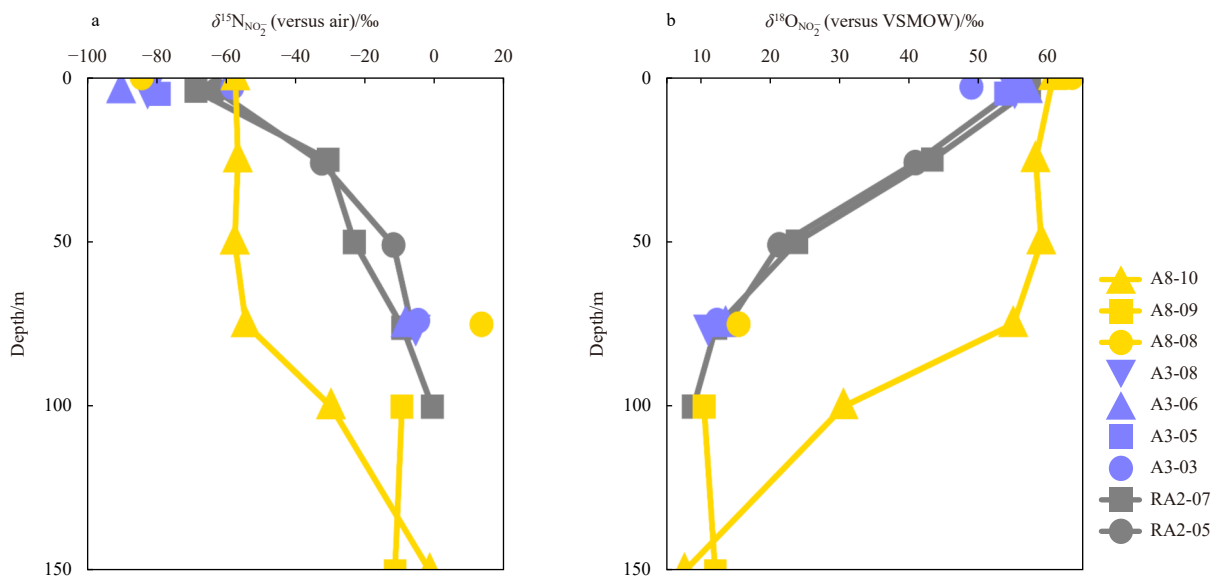 a
δ¹⁵N_NO₂⁻ (versus air)/‰
−100 −80 −60 −40 −20 0 20
0
50
100
150
Depth/m
b
δ¹⁸O_NO₂⁻ (versus VSMOW)/‰
10 20 30 40 50 60
0
50
100
150
Depth/m
A8-10
A8-09
A8-08
A3-08
A3-06
A3-05
A3-03
RA2-07
RA2-05